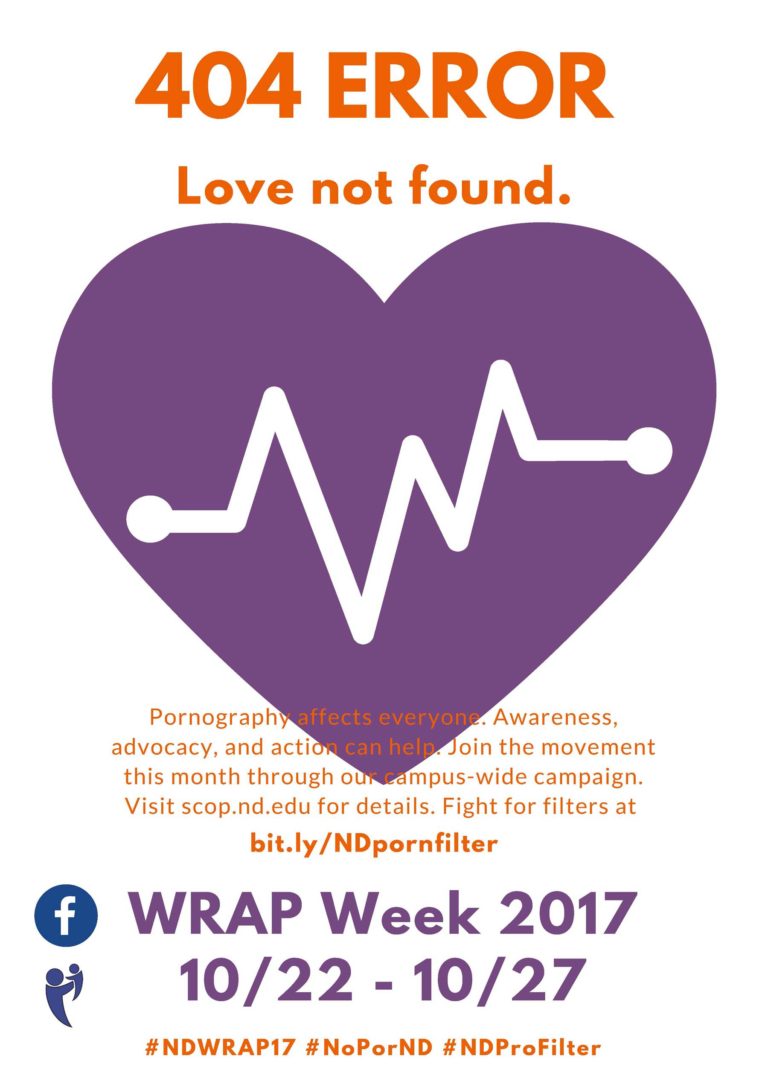 404 ERROR
Love not found.
Pornography affects everyone. Awareness,
advocacy, and action can help. Join the movement
this month through our campus-wide campaign.
Visit scop.nd.edu for details. Fight for filters at
bit.ly/NDpornfilter
f
WRAP Week 2017
10/22 - 10/27
#NDWRAP17 #NoPorND #NDProFilter